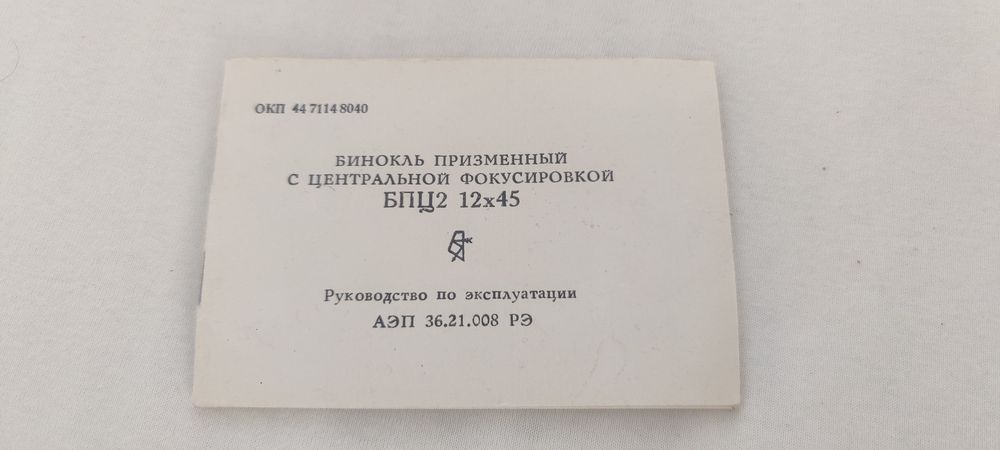 ОКП 44 7114 8040
БИНОКЛЬ ПРИЗМЕННЫЙ
С ЦЕНТРАЛЬНОЙ ФОКУСИРОВКОЙ
БПЦ2 12х45
Руководство по эксплуатации
АЭП 36.21.008 РЭ